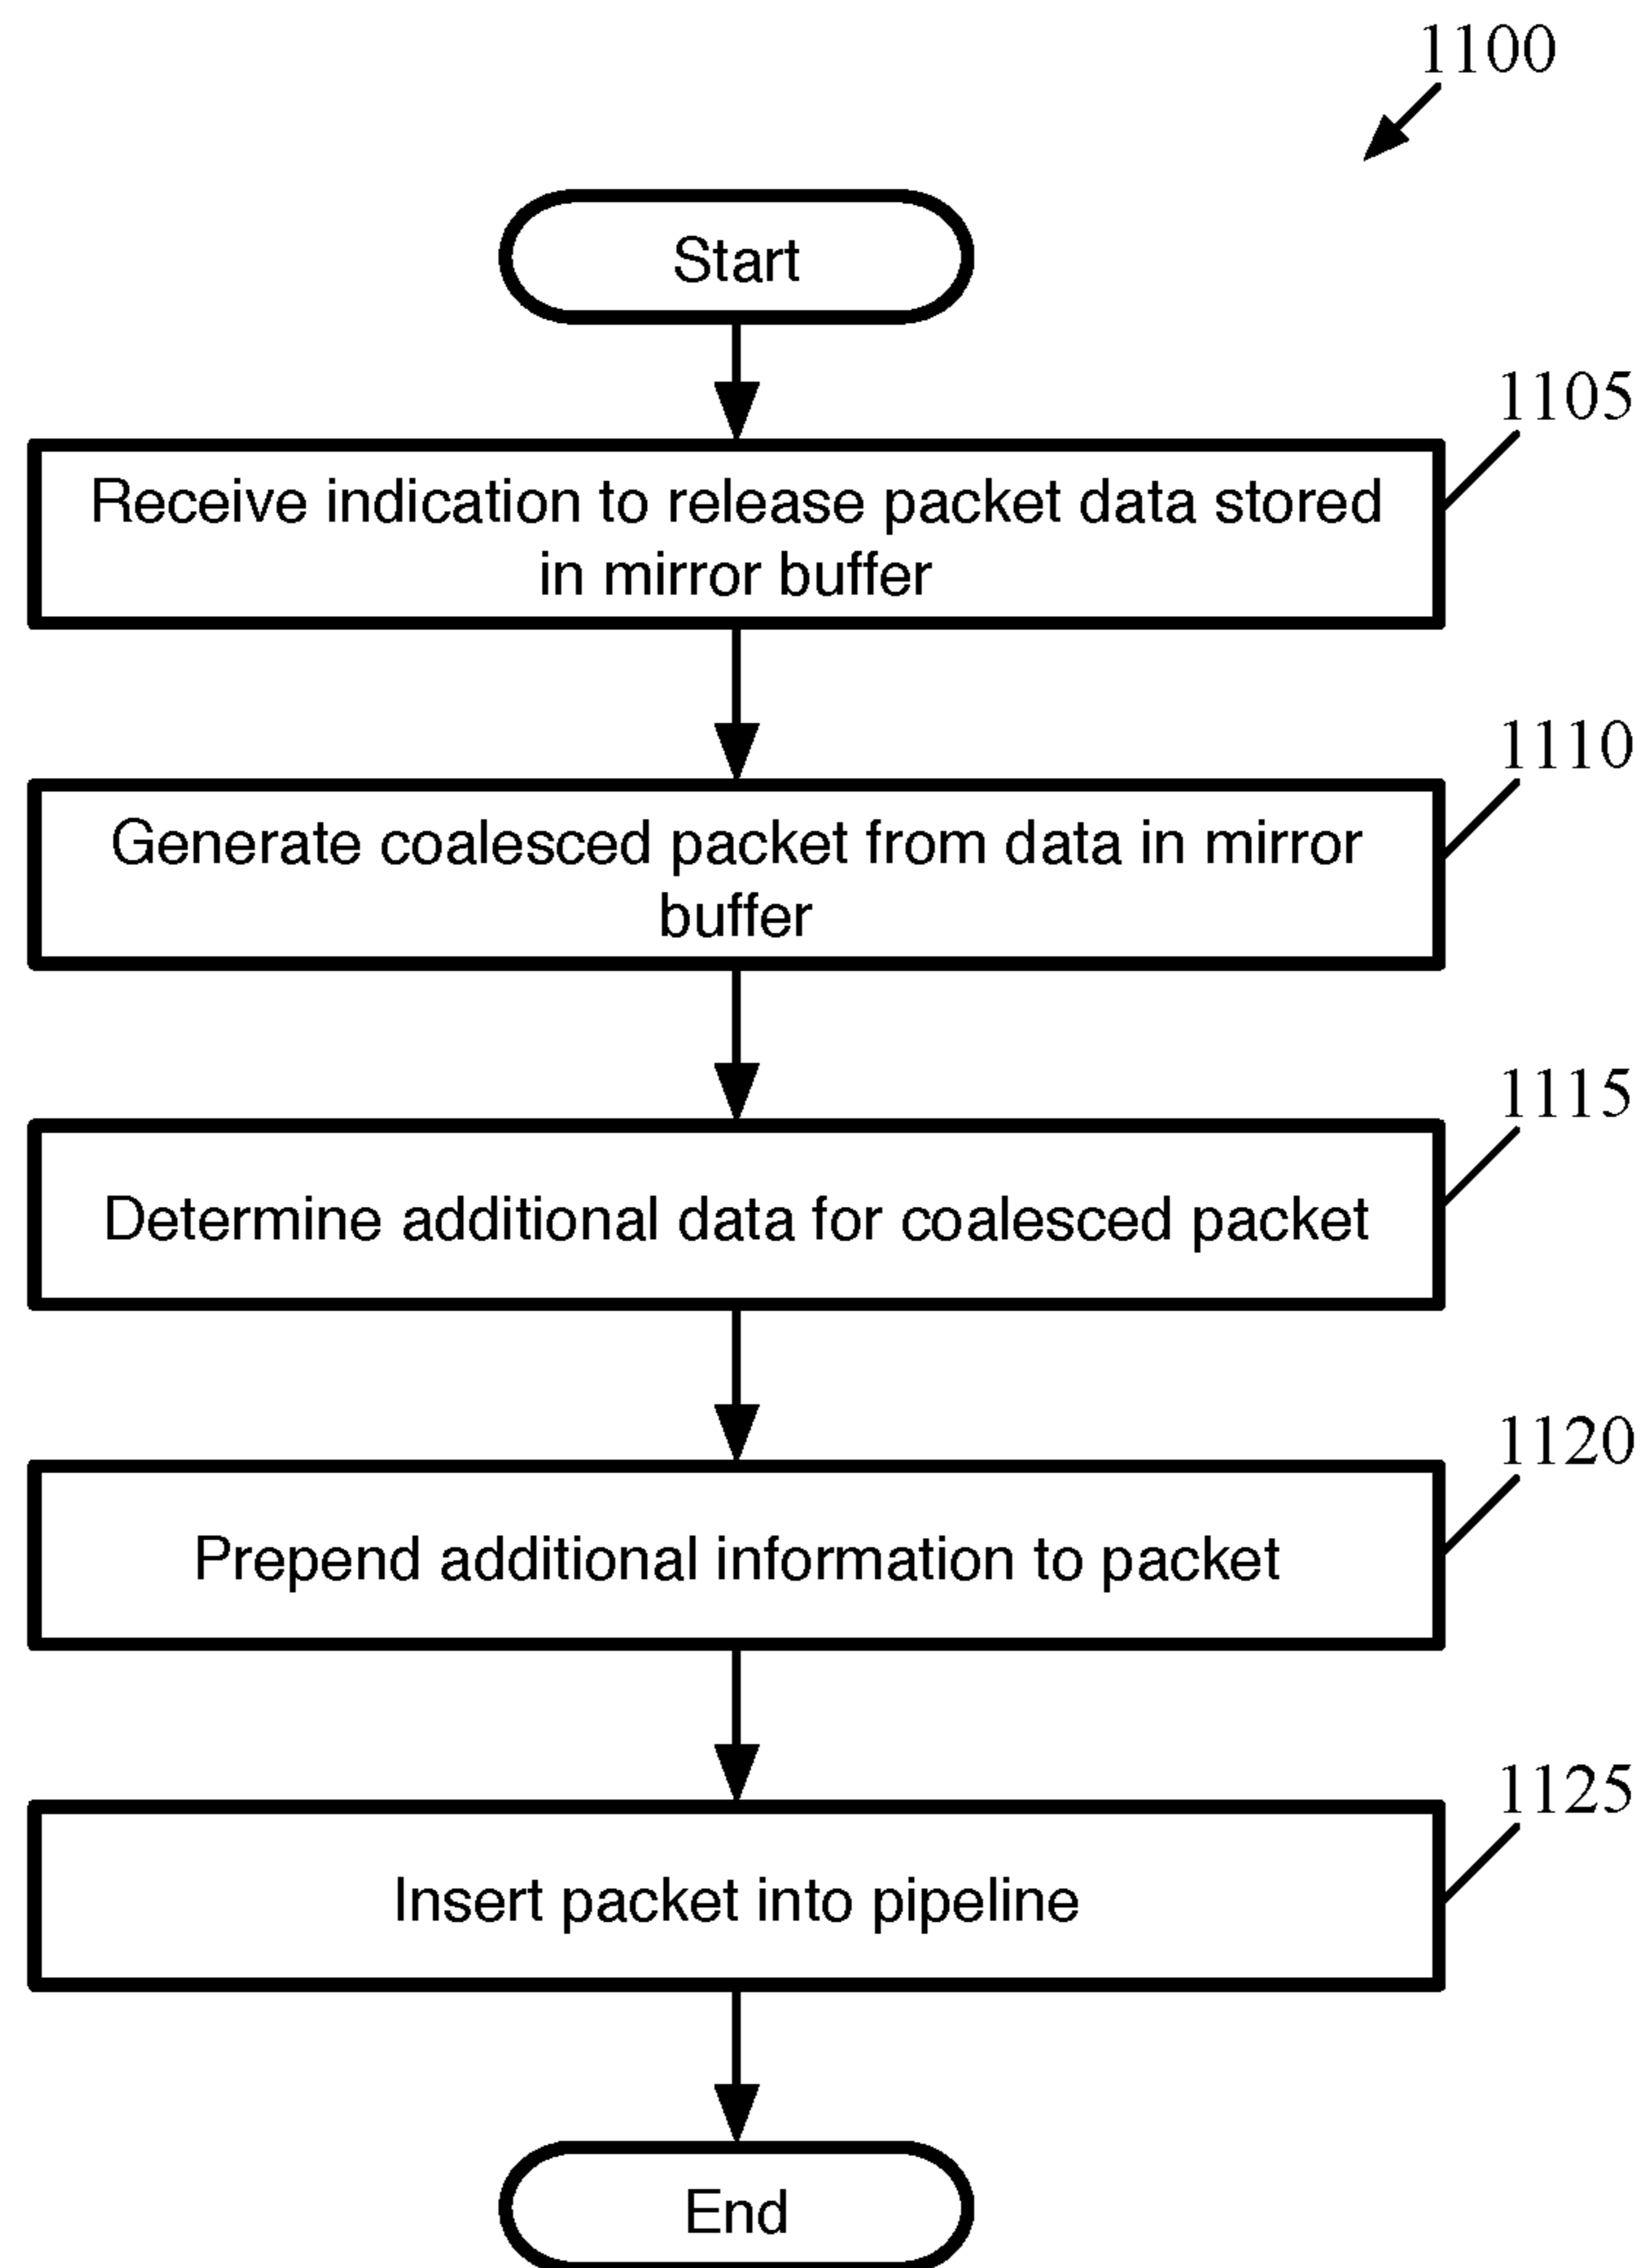 1100
Start
1105
Receive indication to release packet data stored
in mirror buffer
1110
Generate coalesced packet from data in mirror
buffer
1115
Determine additional data for coalesced packet
1120
Prepend additional information to packet
1125
Insert packet into pipeline
End